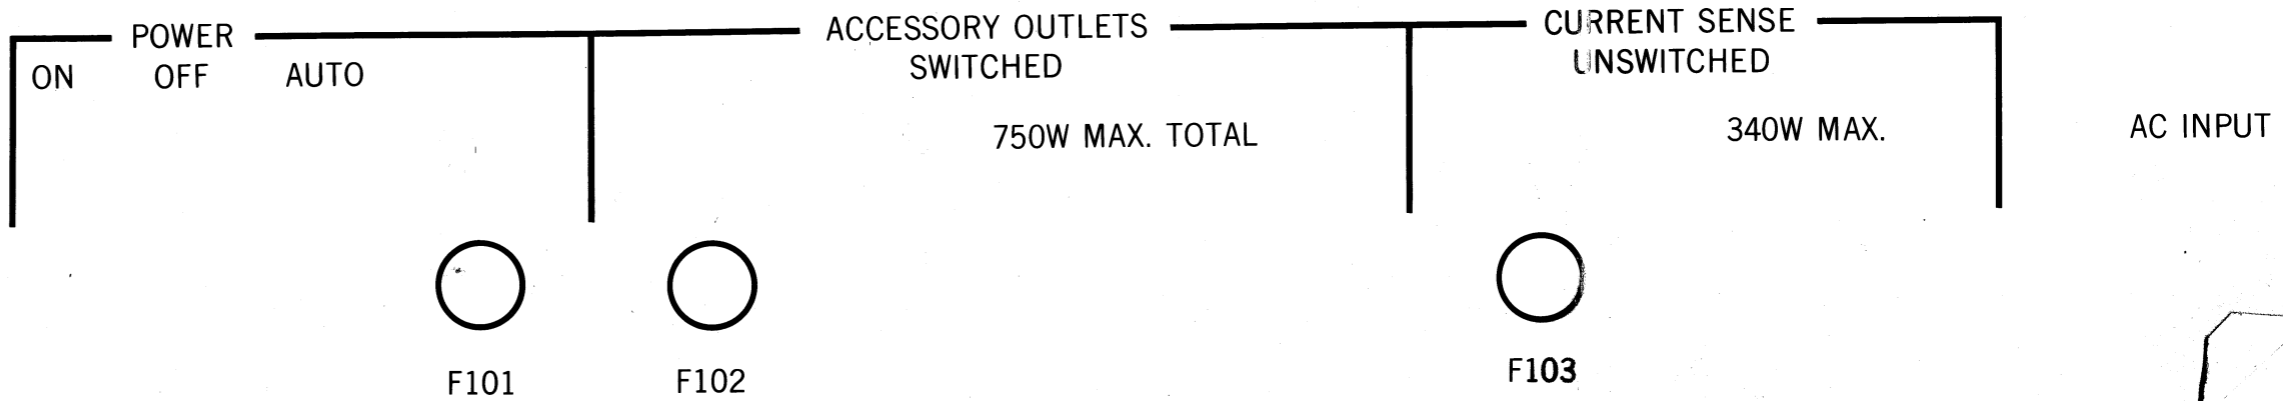 POWER
ON OFF AUTO
ACCESSORY OUTLETS
SWITCHED
750W MAX. TOTAL
CURRENT SENSE
UNSWITCHED
340W MAX.
AC INPUT
F101
F102
F103